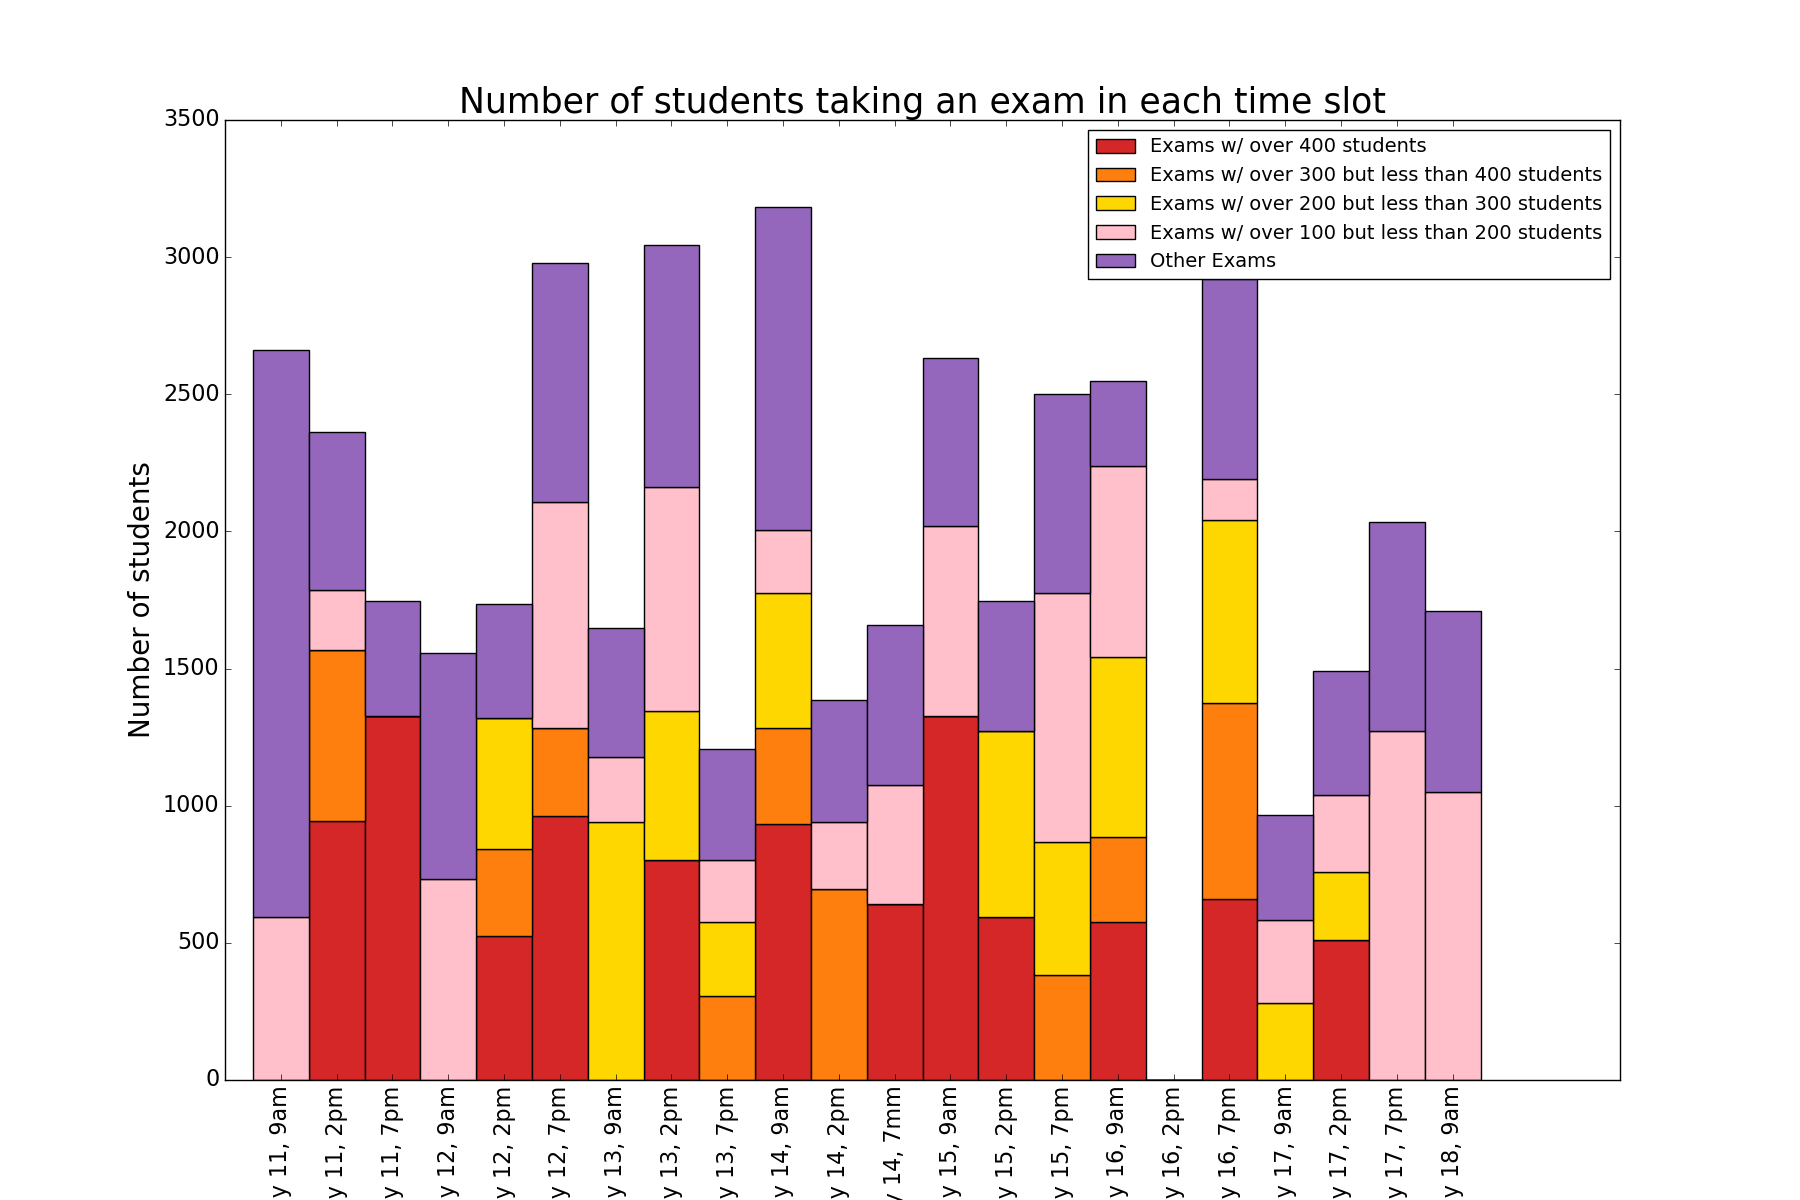 Number of students taking an exam in each time slot
Exams w/ over 400 students
Exams w/ over 300 but less than 400 students
Exams w/ over 200 but less than 300 students
Exams w/ over 100 but less than 200 students
Other Exams
Number of students
3500
3000
2500
2000
1500
1000
500
0
y 11, 9am
y 11, 2pm
y 11, 7pm
y 12, 9am
y 12, 2pm
y 12, 7pm
y 13, 9am
y 13, 2pm
y 13, 7pm
y 14, 9am
y 14, 2pm
y 14, 7mm
y 15, 9am
y 15, 2pm
y 15, 7pm
y 16, 9am
y 16, 2pm
y 16, 7pm
y 17, 9am
y 17, 2pm
y 17, 7pm
y 18, 9am